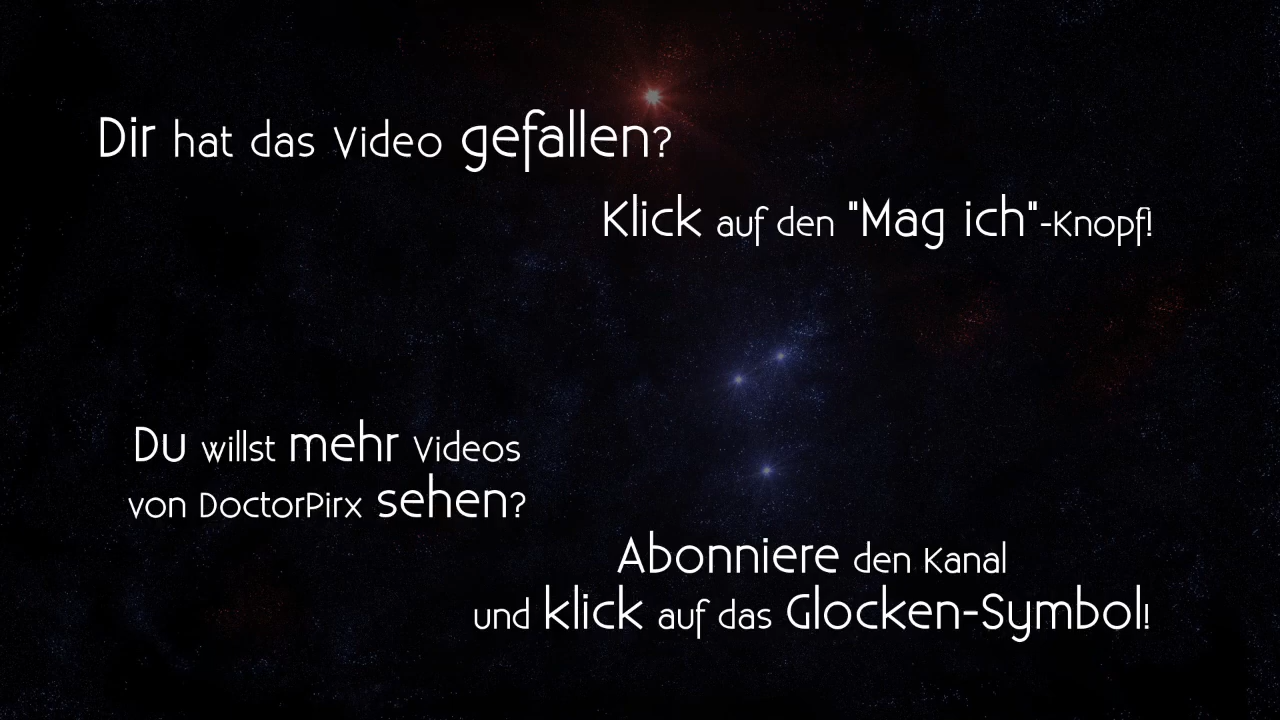 Dir hat das Video gefallen?
Klick auf den "Mag ich"-Knopf!
Du willst mehr Videos
von DoctorPirx sehen?
Abonniere den Kanal
und klick auf das Glocken-Symbol!